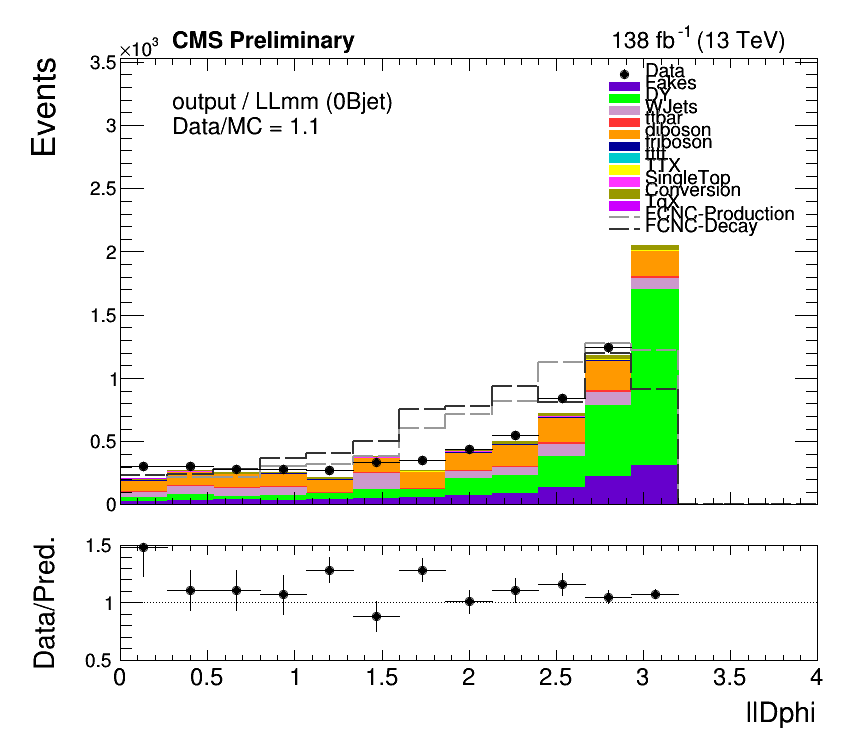 ×10³
CMS Preliminary
138 fb⁻¹ (13 TeV)
Events
3.5
3
2.5
2
1.5
1
0.5
0
output / LLmm (0Bjet)
Data/MC = 1.1
Data
Fakes
DY
WJets
ttbar
diboson
triboson
tttt
TTX
SingleTop
Conversion
TqX
FCNC-Production
FCNC-Decay
Data/Pred.
1.5
1
0.5
0 0.5 1 1.5 2 2.5 3 3.5 4
llDphi